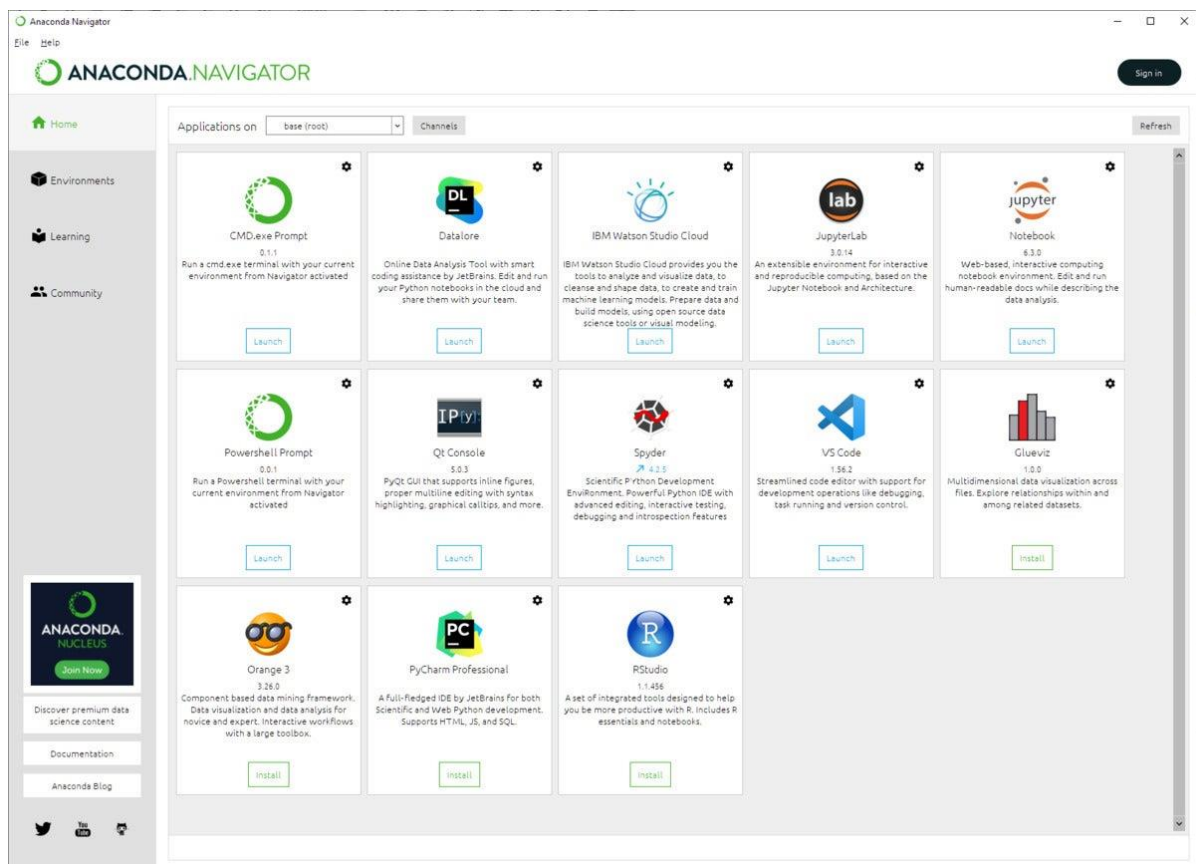 Anaconda Navigator
File Help
ANACONDA.NAVIGATOR
Sign in
Home
Environments
Learning
Community
Applications on base (root) Channels Refresh
CMD.exe Prompt
0.1.1
Run a cmd.exe terminal with your current
environment from Navigator activated
Launch
DL
Datalore
Online Data Analysis Tool with smart
coding assistance by JetBrains. Edit and run
your Python notebooks in the cloud and
share them with your team.
Launch
IBM Watson Studio Cloud
IBM Watson Studio Cloud provides you the
tools to analyze and visualize data, to
cleanse and shape data, to create and train
machine learning models. Prepare data and
build models, using open source data
science tools or visual modeling.
Launch
lab
JupyterLab
3.0.14
An extensible environment for interactive
and reproducible computing, based on the
Jupyter Notebook and Architecture.
Launch
jupyter
Notebook
6.3.0
Web-based, interactive computing
notebook environment. Edit and run
human-readable docs while describing the
data analysis.
Launch
Powershell Prompt
0.0.1
Run a Powershell terminal with your
current environment from Navigator
activated
Launch
IP[y]:
Qt Console
5.0.3
PyQt GUI that supports inline figures,
proper multiline editing with syntax
highlighting, graphical calltips, and more.
Launch
Spyder
4.2.5
Scientific Python Development
EnviRonment. Powerful Python IDE with
advanced editing, interactive testing,
debugging and introspection features
Launch
VS Code
1.56.2
Streamlined code editor with support for
development operations like debugging,
task running and version control.
Launch
Glueviz
1.0.0
Multidimensional data visualization across
files. Explore relationships within and
among related datasets.
Install
Orange 3
3.26.0
Component based data mining framework.
Data visualization and data analysis for
novice and expert. Interactive workflows
with a large toolbox.
Install
PC
PyCharm Professional
A full-fledged IDE by JetBrains for both
Scientific and Web Python development.
Supports HTML, JS, and SQL.
Install
R
RStudio
1.1.456
A set of integrated tools designed to help
you be more productive with R. Includes R
essentials and notebooks.
Install
ANACONDA.
NUCLEUS
Join Now
Discover premium data
science content
Documentation
Anaconda Blog
You
Tube